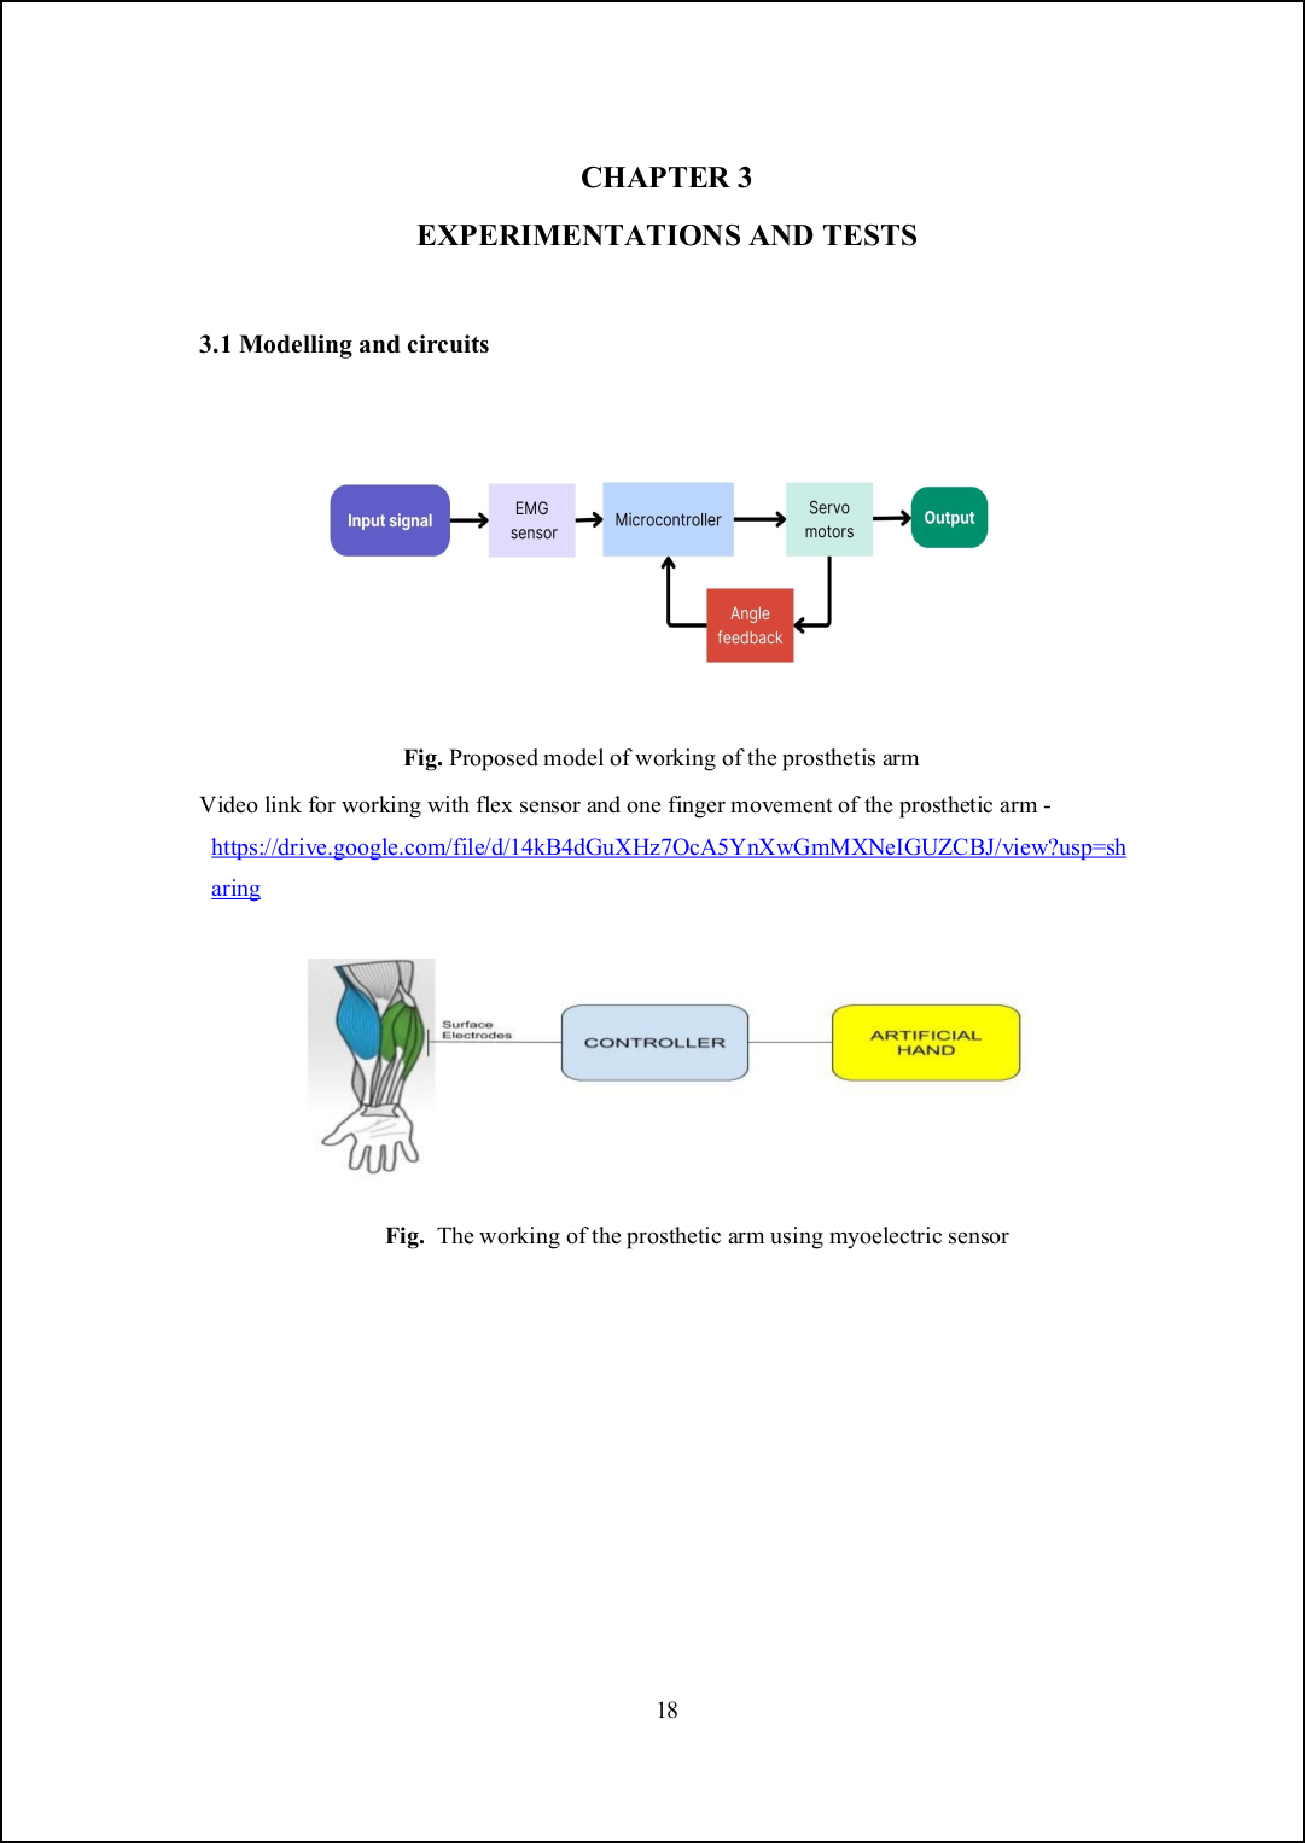 CHAPTER 3
EXPERIMENTATIONS AND TESTS
3.1 Modelling and circuits
Input signal
EMG
sensor
Microcontroller
Servo
motors
Output
Angle
feedback
Fig. Proposed model of working of the prosthetis arm
Video link for working with flex sensor and one finger movement of the prosthetic arm -
https://drive.google.com/file/d/14kB4dGuXHz7OcA5YnXwGmMXNeIGUZCBJ/view?usp=sh
aring
Surface
Electrodes
CONTROLLER
ARTIFICIAL
HAND
Fig. The working of the prosthetic arm using myoelectric sensor
18